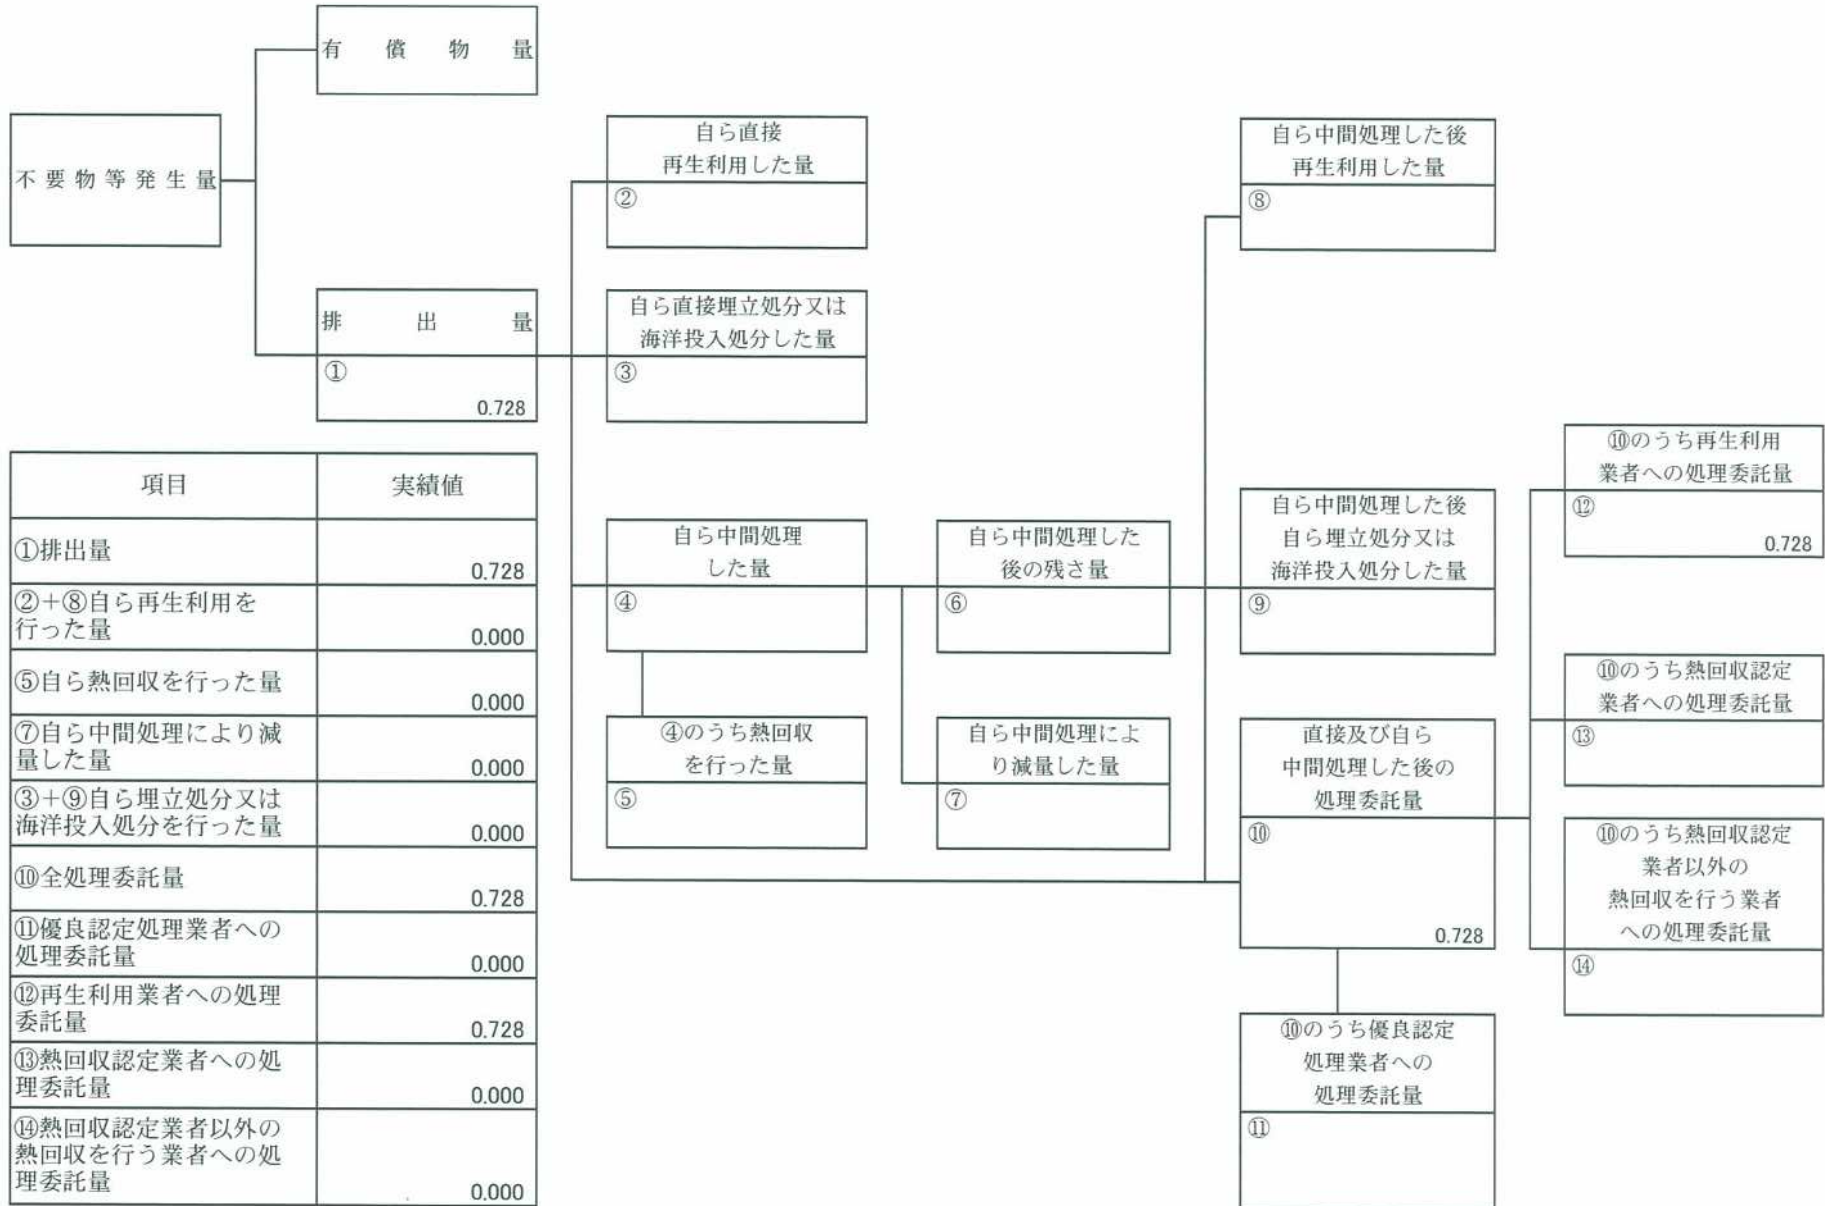 有償物量
不要物等発生量
排出量
①
0.728
自ら直接
再生利用した量
②
自ら直接埋立処分又は
海洋投入処分した量
③
自ら中間処理
した量
④
④のうち熱回収
を行った量
⑤
自ら中間処理した
後の残さ量
⑥
自ら中間処理によ
り減量した量
⑦
自ら中間処理した後
再生利用した量
⑧
自ら中間処理した後
自ら埋立処分又は
海洋投入処分した量
⑨
直接及び自ら
中間処理した後の
処理委託量
⑩
0.728
⑩のうち優良認定
処理業者への
処理委託量
⑪
⑩のうち再生利用
業者への処理委託量
⑫
0.728
⑩のうち熱回収認定
業者への処理委託量
⑬
⑩のうち熱回収認定
業者以外の
熱回収を行う業者
への処理委託量
⑭
項目 実績値
①排出量
0.728
②+⑧自ら再生利用を
行った量
0.000
⑤自ら熱回収を行った量
0.000
⑦自ら中間処理により減
量した量
0.000
③+⑨自ら埋立処分又は
海洋投入処分を行った量
0.000
⑩全処理委託量
0.728
⑪優良認定処理業者への
処理委託量
0.000
⑫再生利用業者への処理
委託量
0.728
⑬熱回収認定業者への処
理委託量
0.000
⑭熱回収認定業者以外の
熱回収を行う業者への処
理委託量
0.000